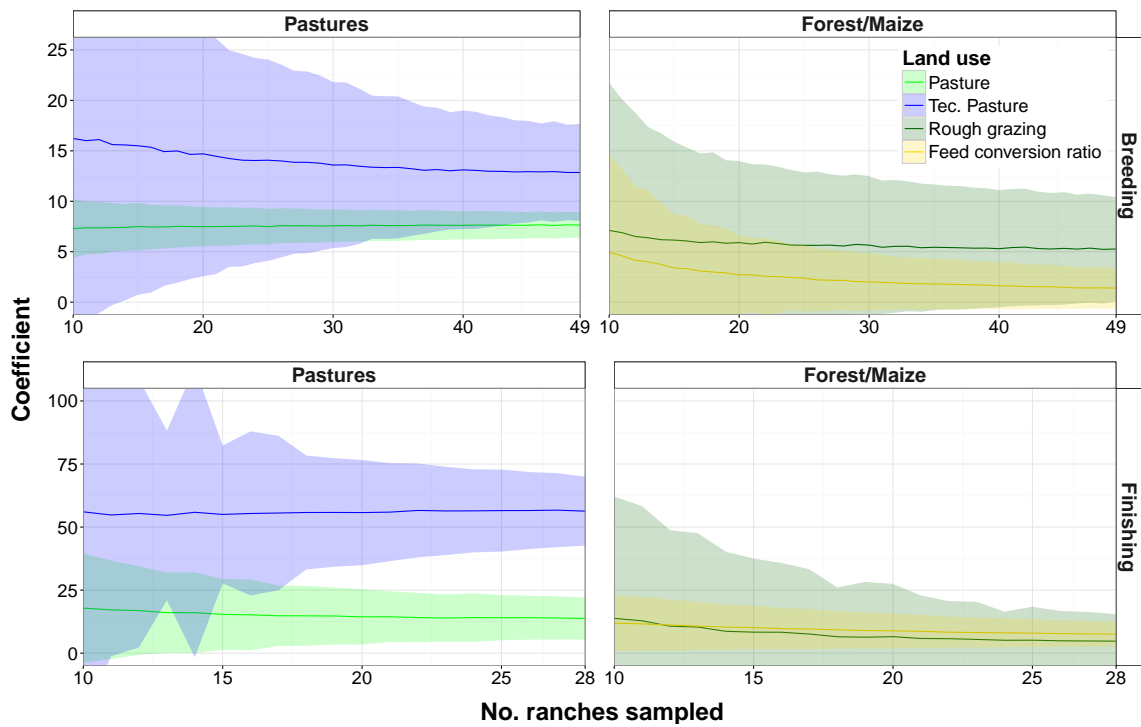 Pastures
Forest/Maize
25
20
15
10
5
0
10
20
30
40
49
10
20
30
40
49
Land use
Pasture
Tec. Pasture
Rough grazing
Feed conversion ratio
Breeding
Coefficient
Pastures
Forest/Maize
100
75
50
25
0
10
15
20
25
28
10
15
20
25
28
Finishing
No. ranches sampled